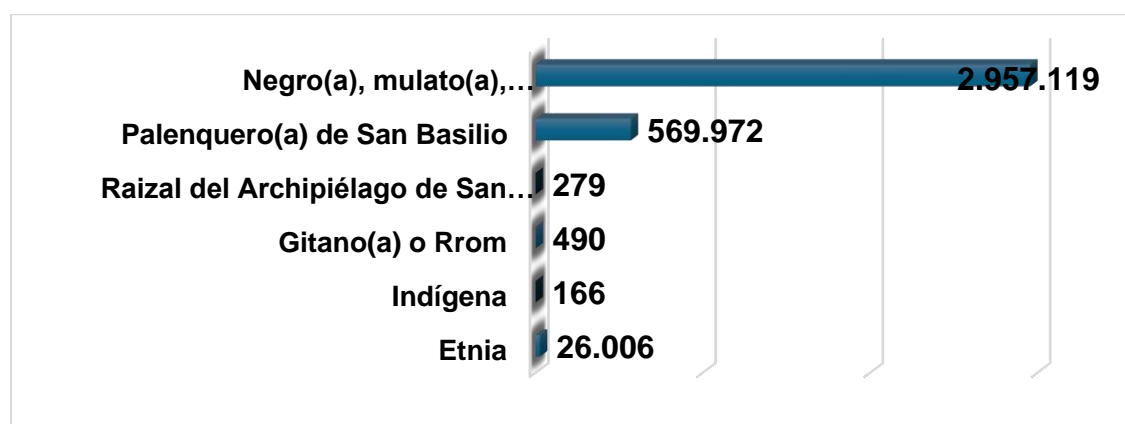 Negro(a), mulato(a),… 2.957.119
Palenquero(a) de San Basilio 569.972
Raizal del Archipiélago de San… 279
Gitano(a) o Rrom 490
Indígena 166
Etnia 26.006